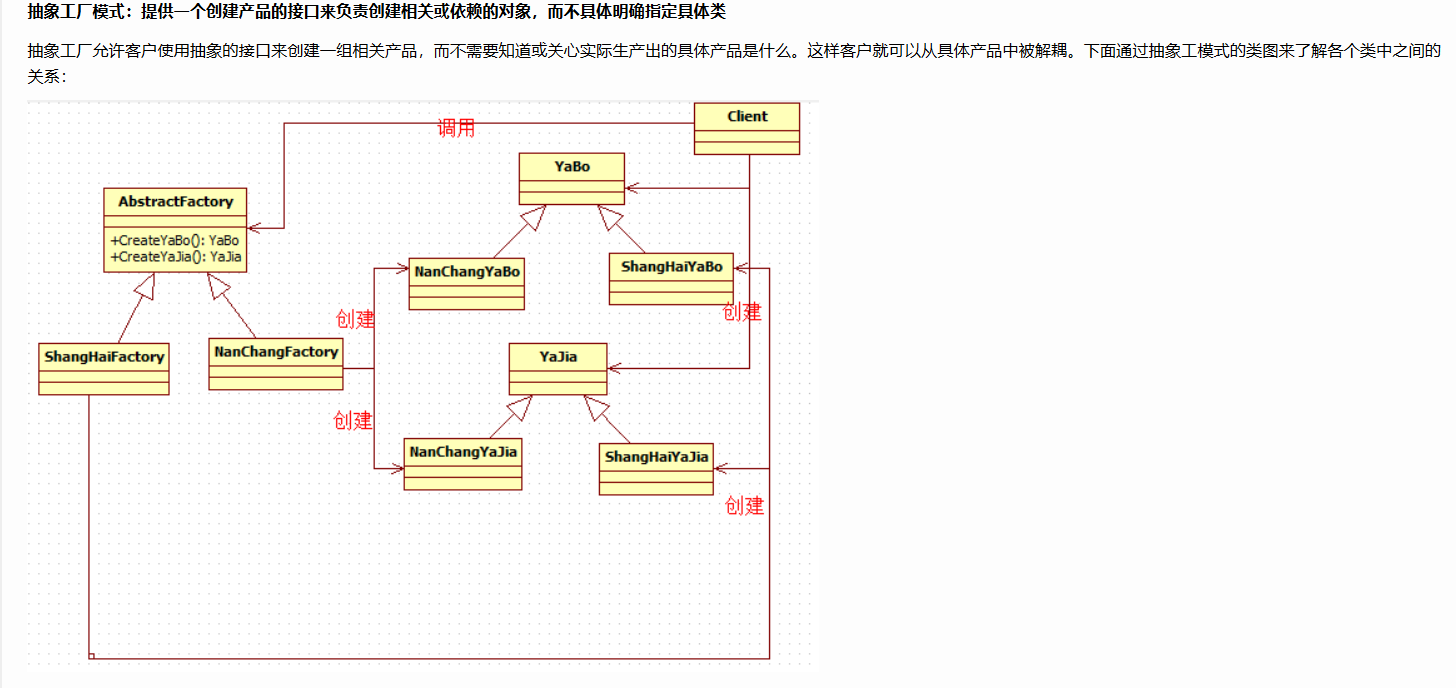 抽象工厂模式：提供一个创建产品的接口来负责创建相关或依赖的对象，而不具体明确指定具体类
抽象工厂允许客户使用抽象的接口来创建一组相关产品，而不需要知道或关心实际生产出的具体产品是什么。这样客户就可以从具体产品中被解耦。下面通过抽象工模式的类图来了解各个类中之间的
关系：
Client
调用
YaBo
AbstractFactory
+CreateYaBo(): YaBo
+CreateYaJia(): YaJia
NanChangYaBo
ShangHaiYaBo
创建
创建
ShangHaiFactory
NanChangFactory
YaJia
创建
NanChangYaJia
ShangHaiYaJia
创建